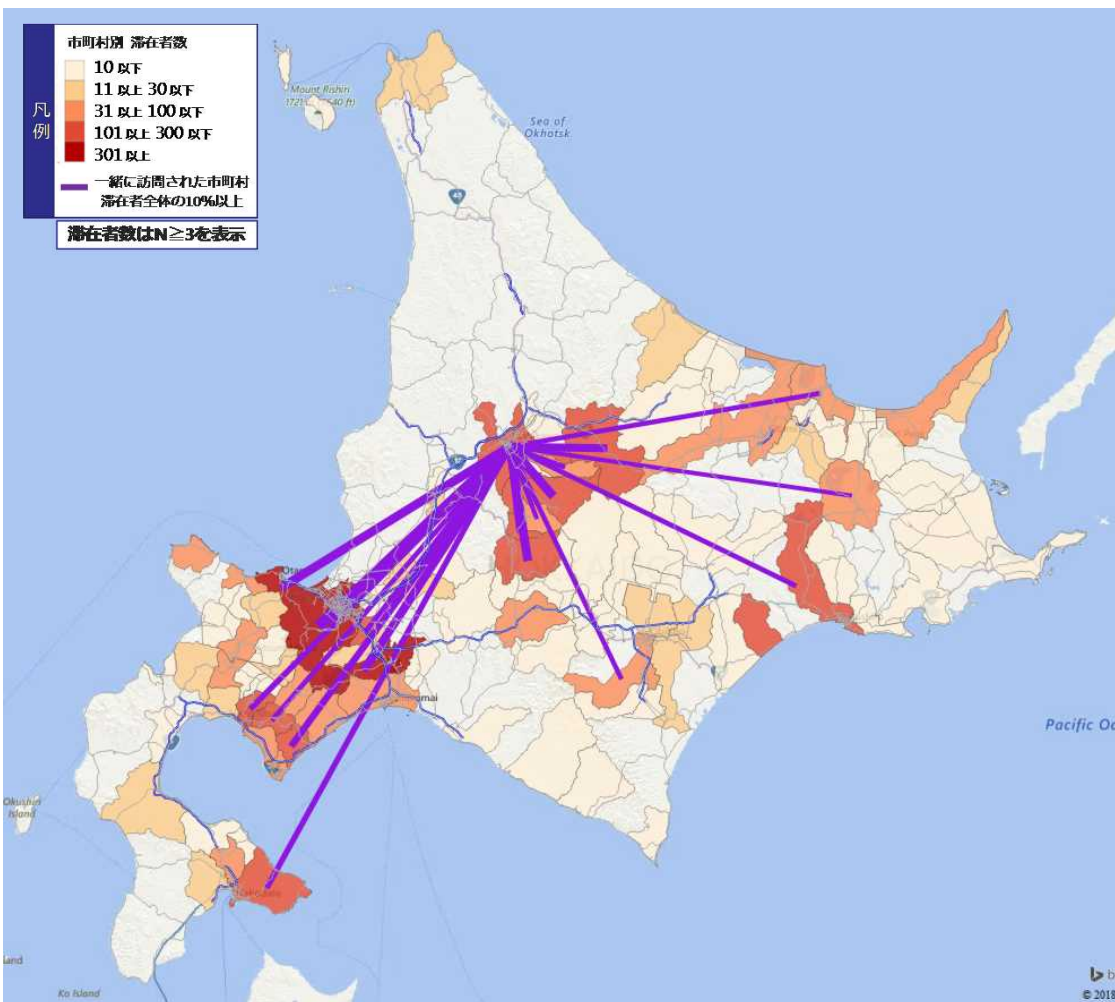 市町村別 滞在者数
凡例
10 以下
11 以上 30 以下
31 以上 100 以下
101 以上 300 以下
301 以上
一緒に訪問された市町村
滞在者全体の10%以上
滞在者数はN≧3を表示
Mount Rishiri
Sea of
Okhotsk
Otaru
Pacific Oc
Okushiri
Island
land
Ko Island
b
© 2018